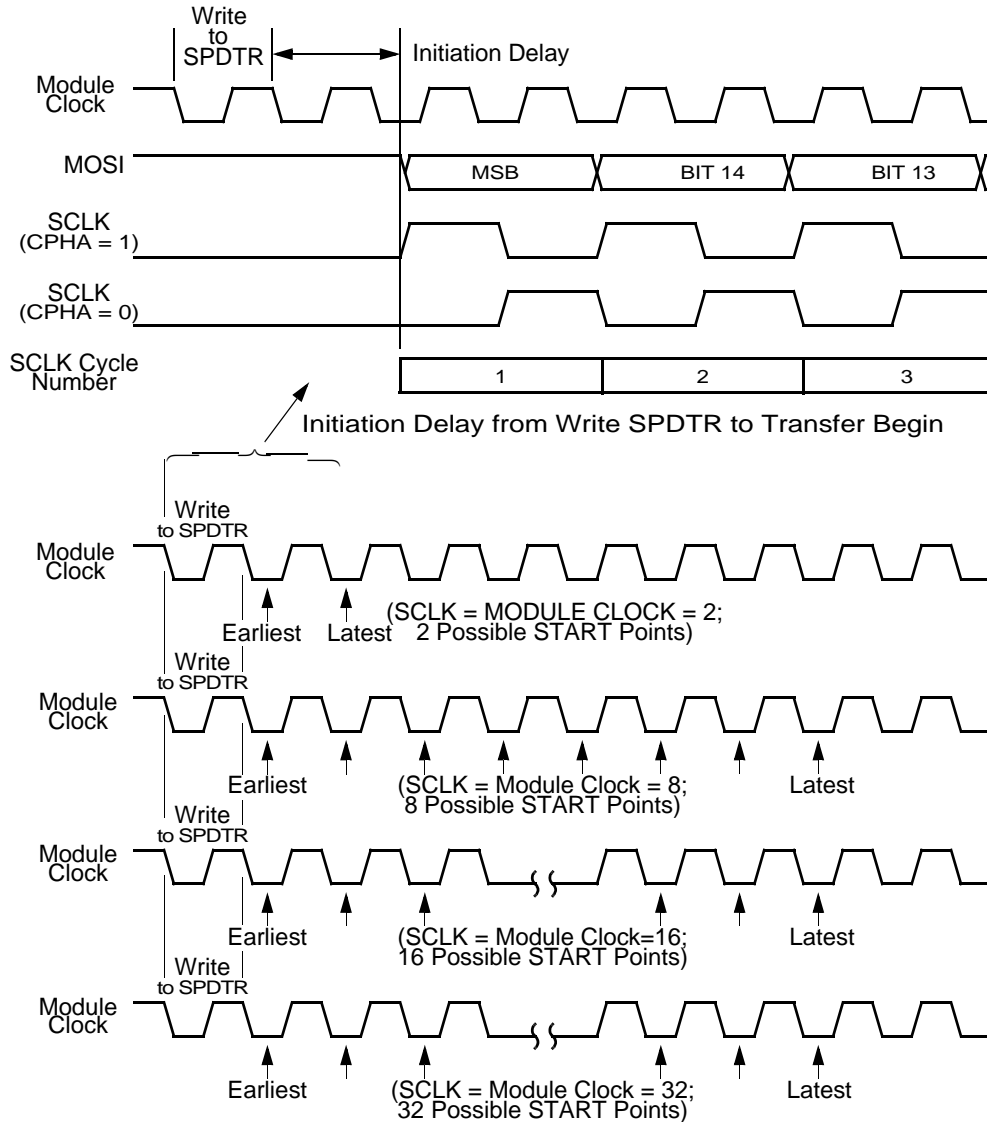 Write
to
SPDTR
Initiation Delay
Module
Clock
MOSI
MSB
BIT 14
BIT 13
SCLK
(CPHA = 1)
SCLK
(CPHA = 0)
SCLK Cycle
Number
1
2
3
Initiation Delay from Write SPDTR to Transfer Begin
Write
to SPDTR
Module
Clock
Earliest
Latest
(SCLK = MODULE CLOCK = 2;
2 Possible START Points)
Write
to SPDTR
Module
Clock
Earliest
(SCLK = Module Clock = 8;
8 Possible START Points)
Latest
Write
to SPDTR
Module
Clock
Earliest
(SCLK = Module Clock=16;
16 Possible START Points)
Latest
Write
to SPDTR
Module
Clock
Earliest
(SCLK = Module Clock = 32;
32 Possible START Points)
Latest